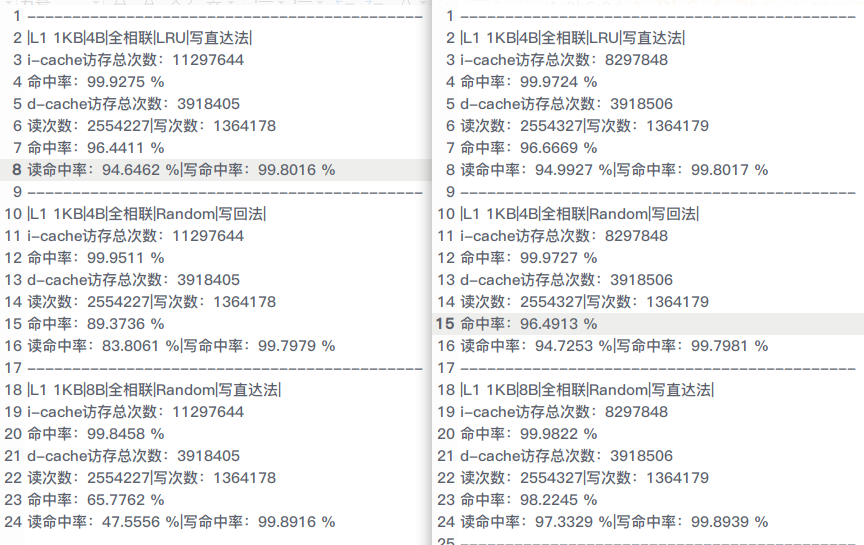 1 --------------------------------------------
2 |L1 1KB|4B|全相联|LRU|写直达法|
3 i-cache访存总次数：11297644
4 命中率：99.9275 %
5 d-cache访存总次数：3918405
6 读次数：2554227|写次数：1364178
7 命中率：96.4411 %
8 读命中率：94.6462 %|写命中率：99.8016 %
9 --------------------------------------------
10 |L1 1KB|4B|全相联|Random|写回法|
11 i-cache访存总次数：11297644
12 命中率：99.9511 %
13 d-cache访存总次数：3918405
14 读次数：2554227|写次数：1364178
15 命中率：89.3736 %
16 读命中率：83.8061 %|写命中率：99.7979 %
17 --------------------------------------------
18 |L1 1KB|8B|全相联|Random|写直达法|
19 i-cache访存总次数：11297644
20 命中率：99.8458 %
21 d-cache访存总次数：3918405
22 读次数：2554227|写次数：1364178
23 命中率：65.7762 %
24 读命中率：47.5556 %|写命中率：99.8916 %
1 --------------------------------------------
2 |L1 1KB|4B|全相联|LRU|写直达法|
3 i-cache访存总次数：8297848
4 命中率：99.9724 %
5 d-cache访存总次数：3918506
6 读次数：2554327|写次数：1364179
7 命中率：96.6669 %
8 读命中率：94.9927 %|写命中率：99.8017 %
9 --------------------------------------------
10 |L1 1KB|4B|全相联|Random|写回法|
11 i-cache访存总次数：8297848
12 命中率：99.9727 %
13 d-cache访存总次数：3918506
14 读次数：2554327|写次数：1364179
15 命中率：96.4913 %
16 读命中率：94.7253 %|写命中率：99.7981 %
17 --------------------------------------------
18 |L1 1KB|8B|全相联|Random|写直达法|
19 i-cache访存总次数：8297848
20 命中率：99.9822 %
21 d-cache访存总次数：3918506
22 读次数：2554327|写次数：1364179
23 命中率：98.2245 %
24 读命中率：97.3329 %|写命中率：99.8939 %
25 --------------------------------------------